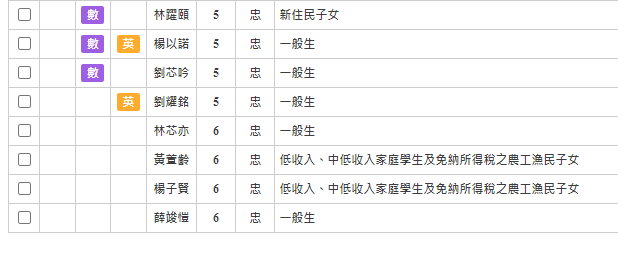 數 林躍頤 5 忠 新住民子女
數 英 楊以諾 5 忠 一般生
數 劉芯吟 5 忠 一般生
英 劉耀銘 5 忠 一般生
林芯亦 6 忠 一般生
黃萱齡 6 忠 低收入、中低收入家庭學生及免納所得稅之農工漁民子女
楊子賢 6 忠 低收入、中低收入家庭學生及免納所得稅之農工漁民子女
薛竣愷 6 忠 一般生